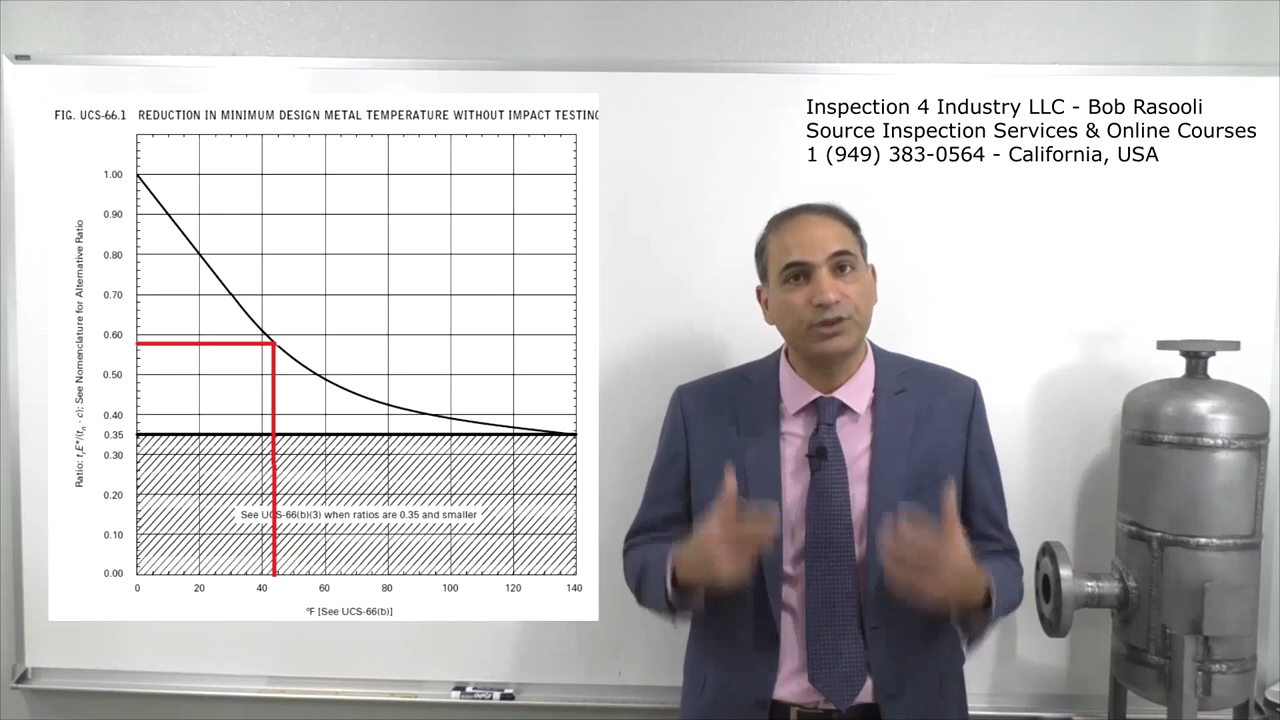 FIG. UCS-66.1 REDUCTION IN MINIMUM DESIGN METAL TEMPERATURE WITHOUT IMPACT TESTING
1.00
0.90
0.80
0.70
0.60
0.50
0.40
0.35
0.30
0.20
0.10
0.00
Ratio: tᵣE*/(tₙ - c); See Nomenclature for Alternative Ratio
See UCS-66(b)(3) when ratios are 0.35 and smaller
0 20 40 60 80 100 120 140
°F [See UCS-66(b)]
Inspection 4 Industry LLC - Bob Rasooli
Source Inspection Services & Online Courses
1 (949) 383-0564 - California, USA